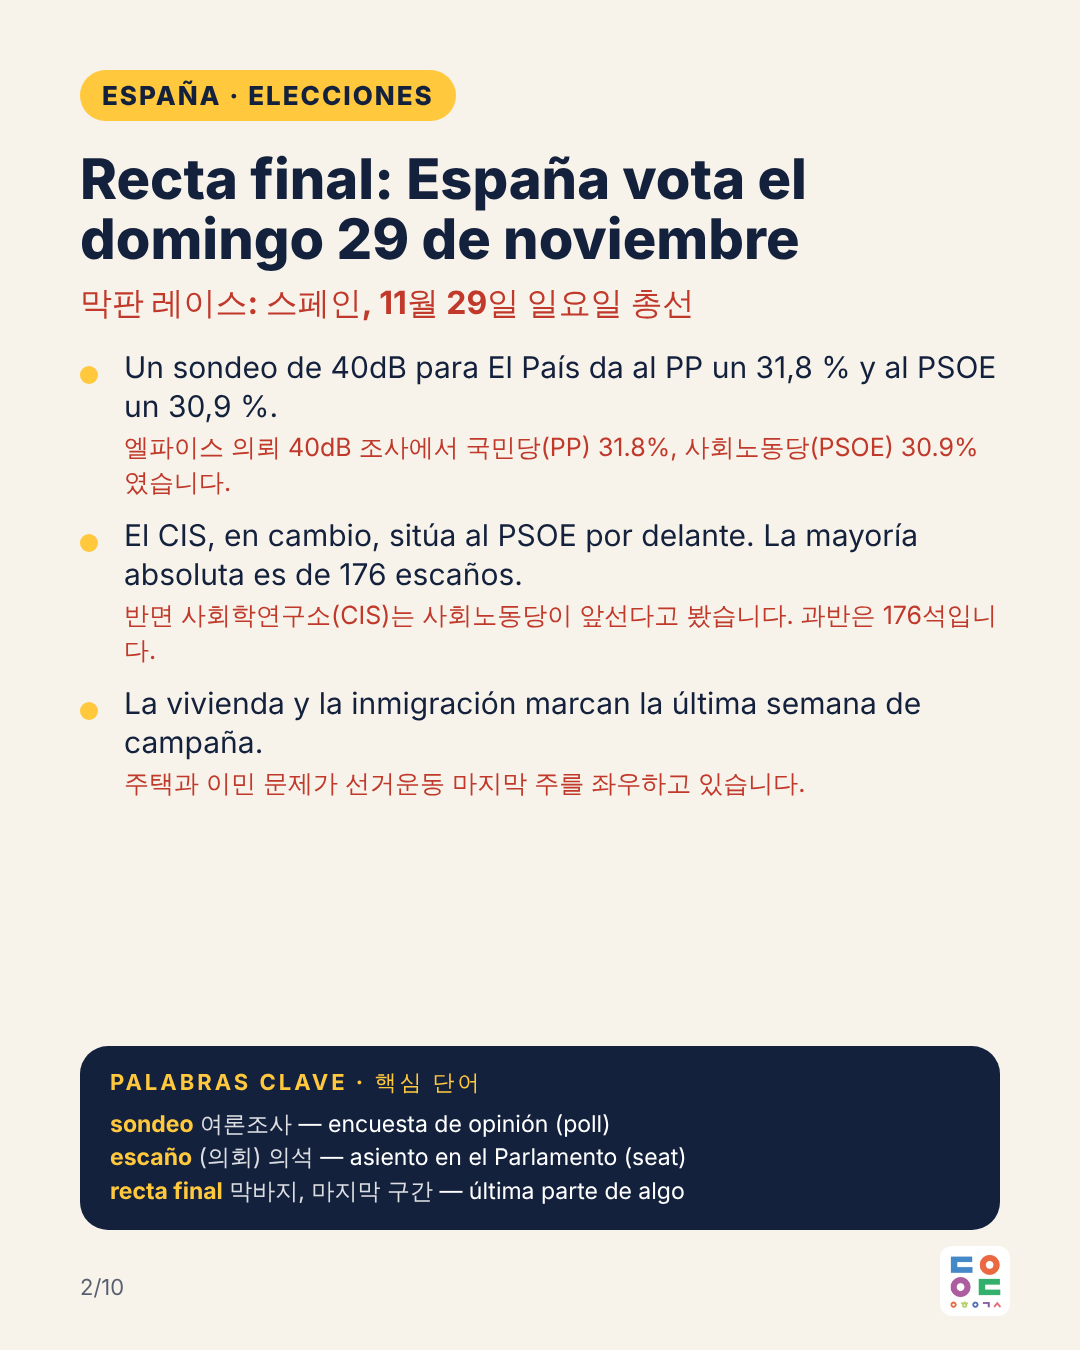 ESPAÑA · ELECCIONES
Recta final: España vota el
domingo 29 de noviembre
막판 레이스: 스페인, 11월 29일 일요일 총선
Un sondeo de 40dB para El País da al PP un 31,8 % y al PSOE
un 30,9 %.
엘파이스 의뢰 40dB 조사에서 국민당(PP) 31.8%, 사회노동당(PSOE) 30.9%
였습니다.
El CIS, en cambio, sitúa al PSOE por delante. La mayoría
absoluta es de 176 escaños.
반면 사회학연구소(CIS)는 사회노동당이 앞선다고 봤습니다. 과반은 176석입니
다.
La vivienda y la inmigración marcan la última semana de
campaña.
주택과 이민 문제가 선거운동 마지막 주를 좌우하고 있습니다.
PALABRAS CLAVE · 핵심 단어
sondeo 여론조사 — encuesta de opinión (poll)
escaño (의회) 의석 — asiento en el Parlamento (seat)
recta final 막바지, 마지막 구간 — última parte de algo
2/10